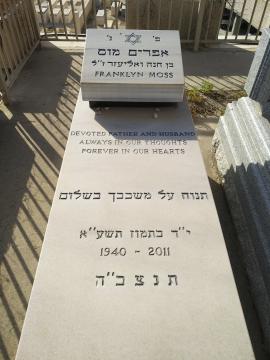 פ״ נ״
אפרים מוס
בן חנה ואליעזר ז״ל
FRANKLYN MOSS
DEVOTED FATHER AND HUSBAND
ALWAYS IN OUR THOUGHTS
FOREVER IN OUR HEARTS
תנוח על משכבך בשלום
י״ד בתמוז תשע״א
1940 - 2011
תנצב״ה